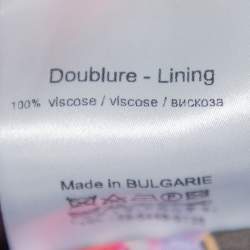 Doublure - Lining
100% viscose / viscose / вискоза
Made in BULGARIE